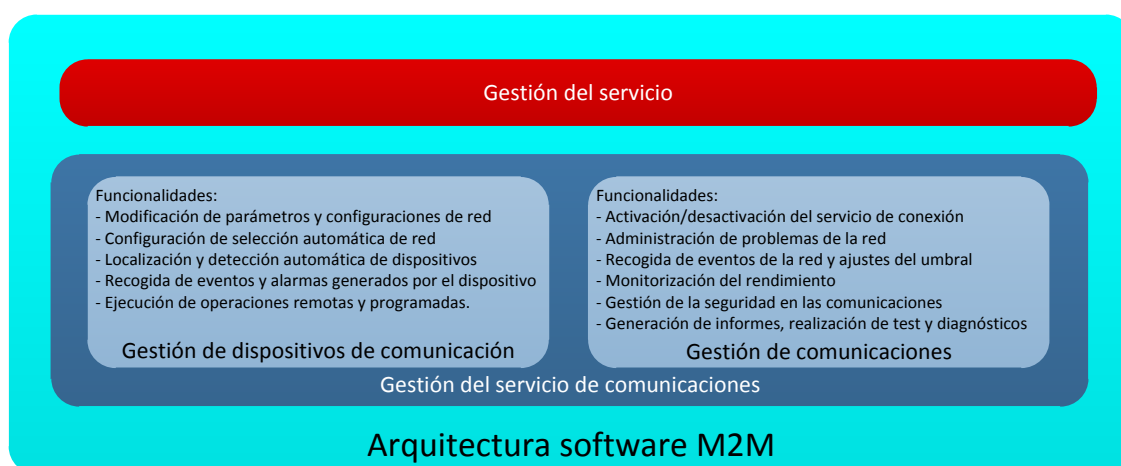 Gestión del servicio
Funcionalidades:
- Modificación de parámetros y configuraciones de red
- Configuración de selección automática de red
- Localización y detección automática de dispositivos
- Recogida de eventos y alarmas generados por el dispositivo
- Ejecución de operaciones remotas y programadas.
Gestión de dispositivos de comunicación
Funcionalidades:
- Activación/desactivación del servicio de conexión
- Administración de problemas de la red
- Recogida de eventos de la red y ajustes del umbral
- Monitorización del rendimiento
- Gestión de la seguridad en las comunicaciones
- Generación de informes, realización de test y diagnósticos
Gestión de comunicaciones
Gestión del servicio de comunicaciones
Arquitectura software M2M